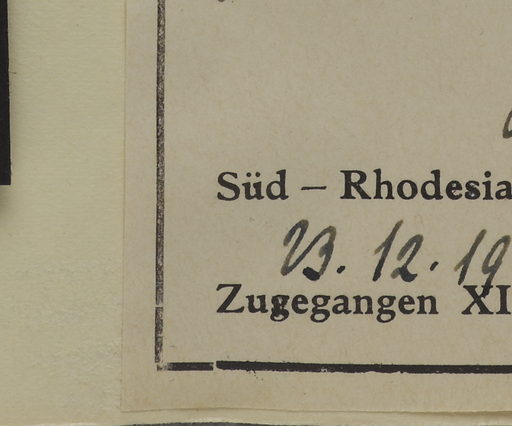 Süd – Rhodesia
23. 12. 19
Zugegangen XI